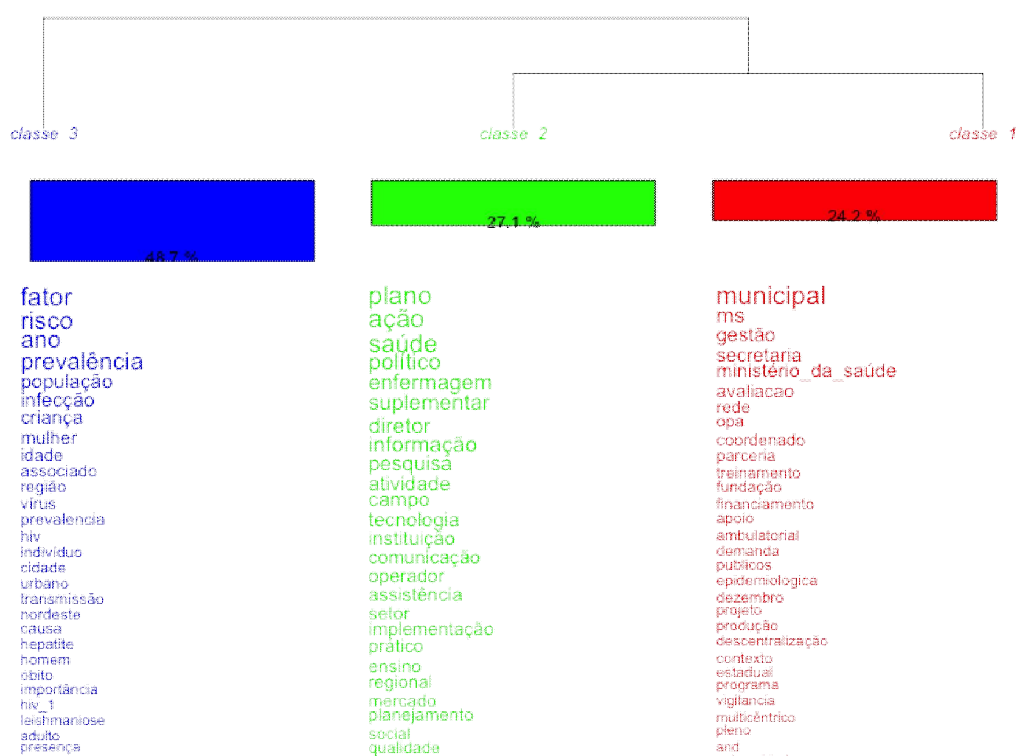 classe 3
classe 2
classe 1
48.7 %
27.1 %
24.2 %
fator
risco
ano
prevalência
população
infecção
criança
mulher
idade
associado
região
vírus
prevalencia
hiv
indivíduo
cidade
urbano
transmissão
nordeste
causa
hepatite
homem
óbito
importância
hiv_1
leishmaniose
adulto
presença
plano
ação
saúde
político
enfermagem
suplementar
diretor
informação
pesquisa
atividade
campo
tecnologia
instituição
comunicação
operador
assistência
setor
implementação
prático
ensino
regional
mercado
planejamento
social
qualidade
municipal
ms
gestão
secretaria
ministério_da_saúde
avaliacao
rede
opa
coordenado
parceria
treinamento
fundação
financiamento
apoio
ambulatorial
demanda
públicos
epidemiologica
dezembro
projeto
produção
descentralização
contexto
estadual
programa
vigilancia
multicêntrico
pleno
and